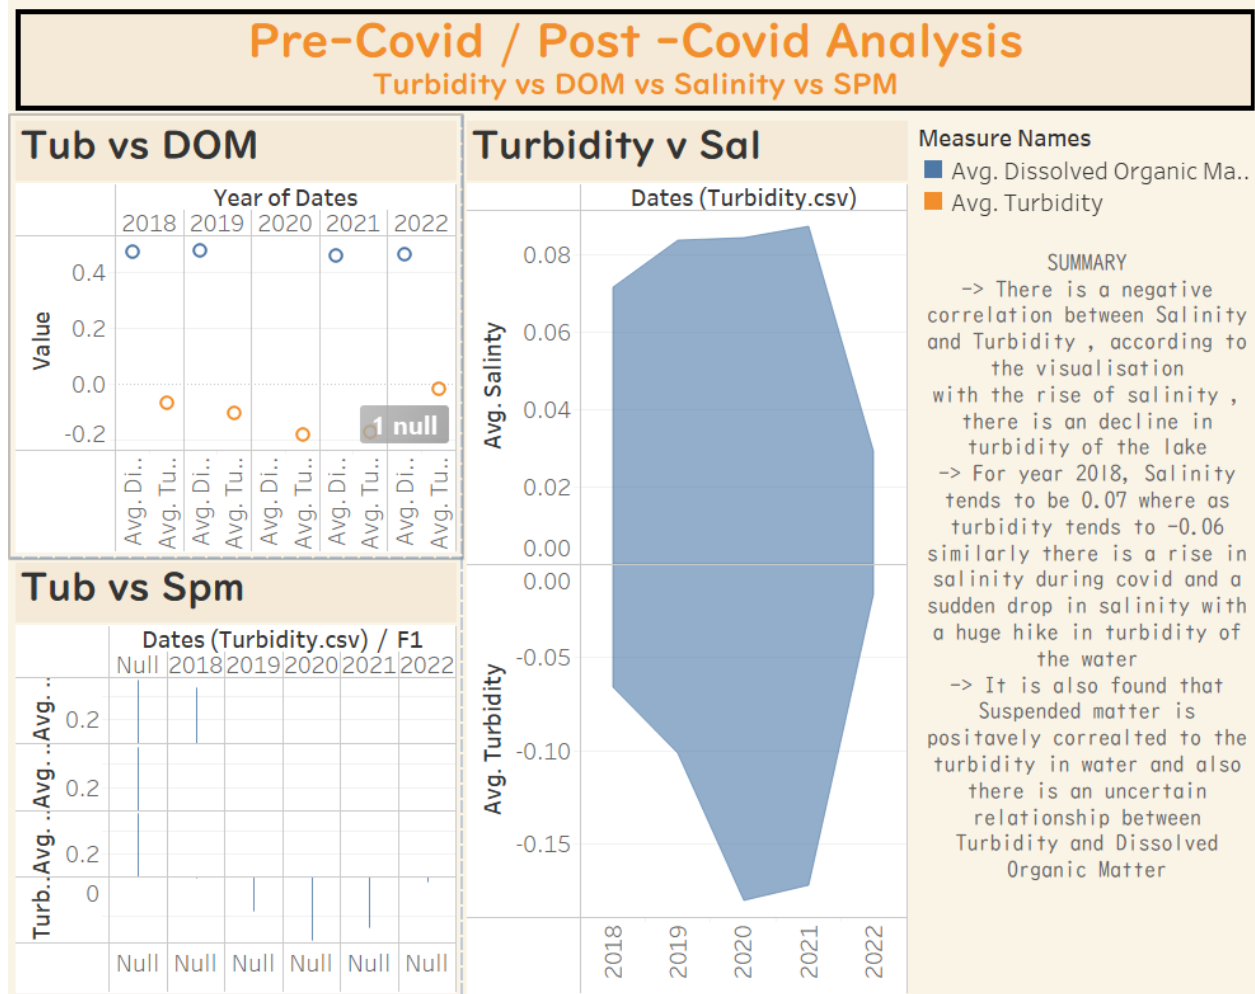 Pre-Covid / Post -Covid Analysis
Turbidity vs DOM vs Salinity vs SPM
Tub vs DOM
Year of Dates
2018 2019 2020 2021 2022
Value
0.4
0.2
0.0
-0.2
1 null
Avg. Di.. Avg. Tu.. Avg. Di.. Avg. Tu.. Avg. Di.. Avg. Tu.. Avg. Di.. Avg. Tu.. Avg. Di.. Avg. Tu..
Tub vs Spm
Dates (Turbidity.csv) / F1
Null 2018 2019 2020 2021 2022
Avg. ..
0.2
Avg. ..
0.2
Avg. ..
0.2
Turb..
0
Null Null Null Null Null Null
Turbidity v Sal
Dates (Turbidity.csv)
Avg. Salinty
0.08
0.06
0.04
0.02
0.00
Avg. Turbidity
0.00
-0.05
-0.10
-0.15
2018 2019 2020 2021 2022
Measure Names
Avg. Dissolved Organic Ma..
Avg. Turbidity
SUMMARY
-> There is a negative
correlation between Salinity
and Turbidity , according to
the visualisation
with the rise of salinity ,
there is an decline in
turbidity of the lake
-> For year 2018, Salinity
tends to be 0.07 where as
turbidity tends to -0.06
similarly there is a rise in
salinity during covid and a
sudden drop in salinity with
a huge hike in turbidity of
the water
-> It is also found that
Suspended matter is
positavely correalted to the
turbidity in water and also
there is an uncertain
relationship between
Turbidity and Dissolved
Organic Matter